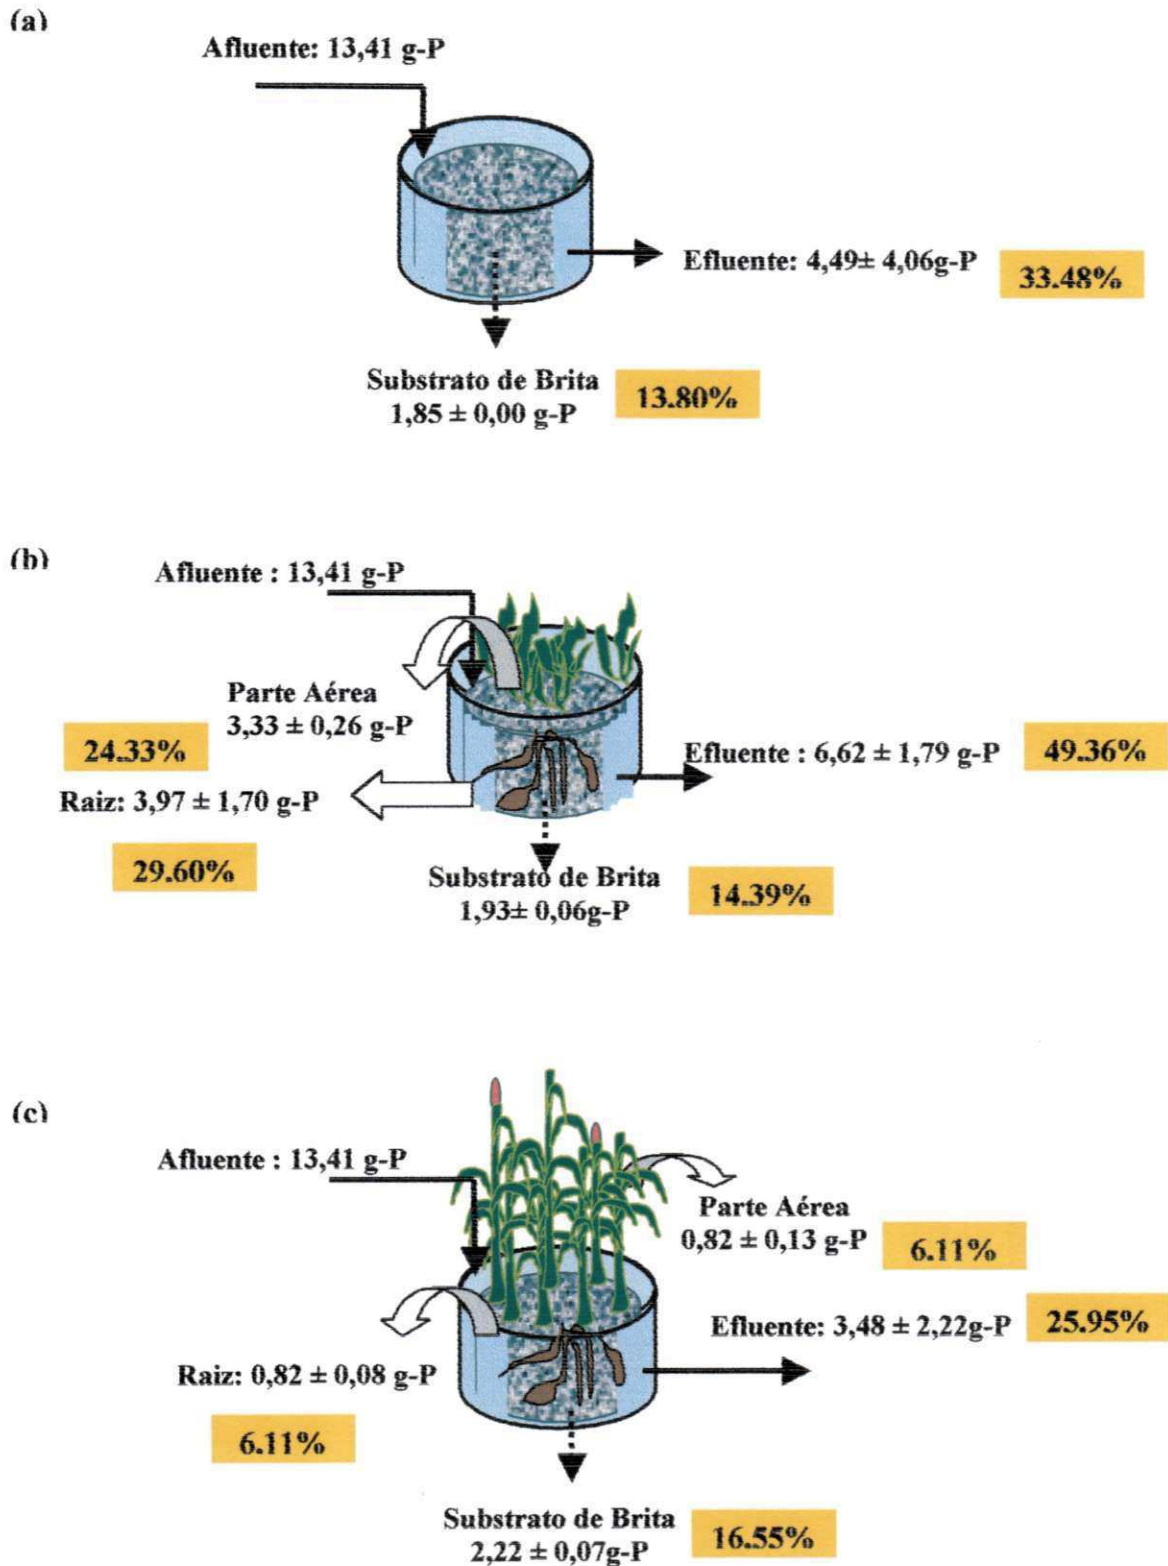 (a)
Afluente: 13,41 g-P
Efluente: 4,49± 4,06g-P
33.48%
Substrato de Brita
1,85 ± 0,00 g-P
13.80%
(b)
Afluente : 13,41 g-P
Parte Aérea
3,33 ± 0,26 g-P
24.33%
Efluente : 6,62 ± 1,79 g-P
49.36%
Raiz: 3,97 ± 1,70 g-P
29.60%
Substrato de Brita
1,93± 0,06g-P
14.39%
(c)
Afluente : 13,41 g-P
Parte Aérea
0,82 ± 0,13 g-P
6.11%
Efluente: 3,48 ± 2,22g-P
25.95%
Raiz: 0,82 ± 0,08 g-P
6.11%
Substrato de Brita
2,22 ± 0,07g-P
16.55%